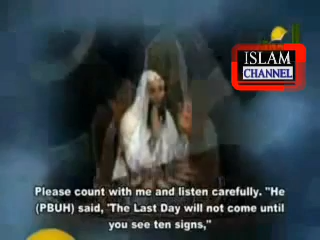 ISLAM
CHANNEL
Please count with me and listen carefully. "He
(PBUH) said, 'The Last Day will not come until
you see ten signs,"